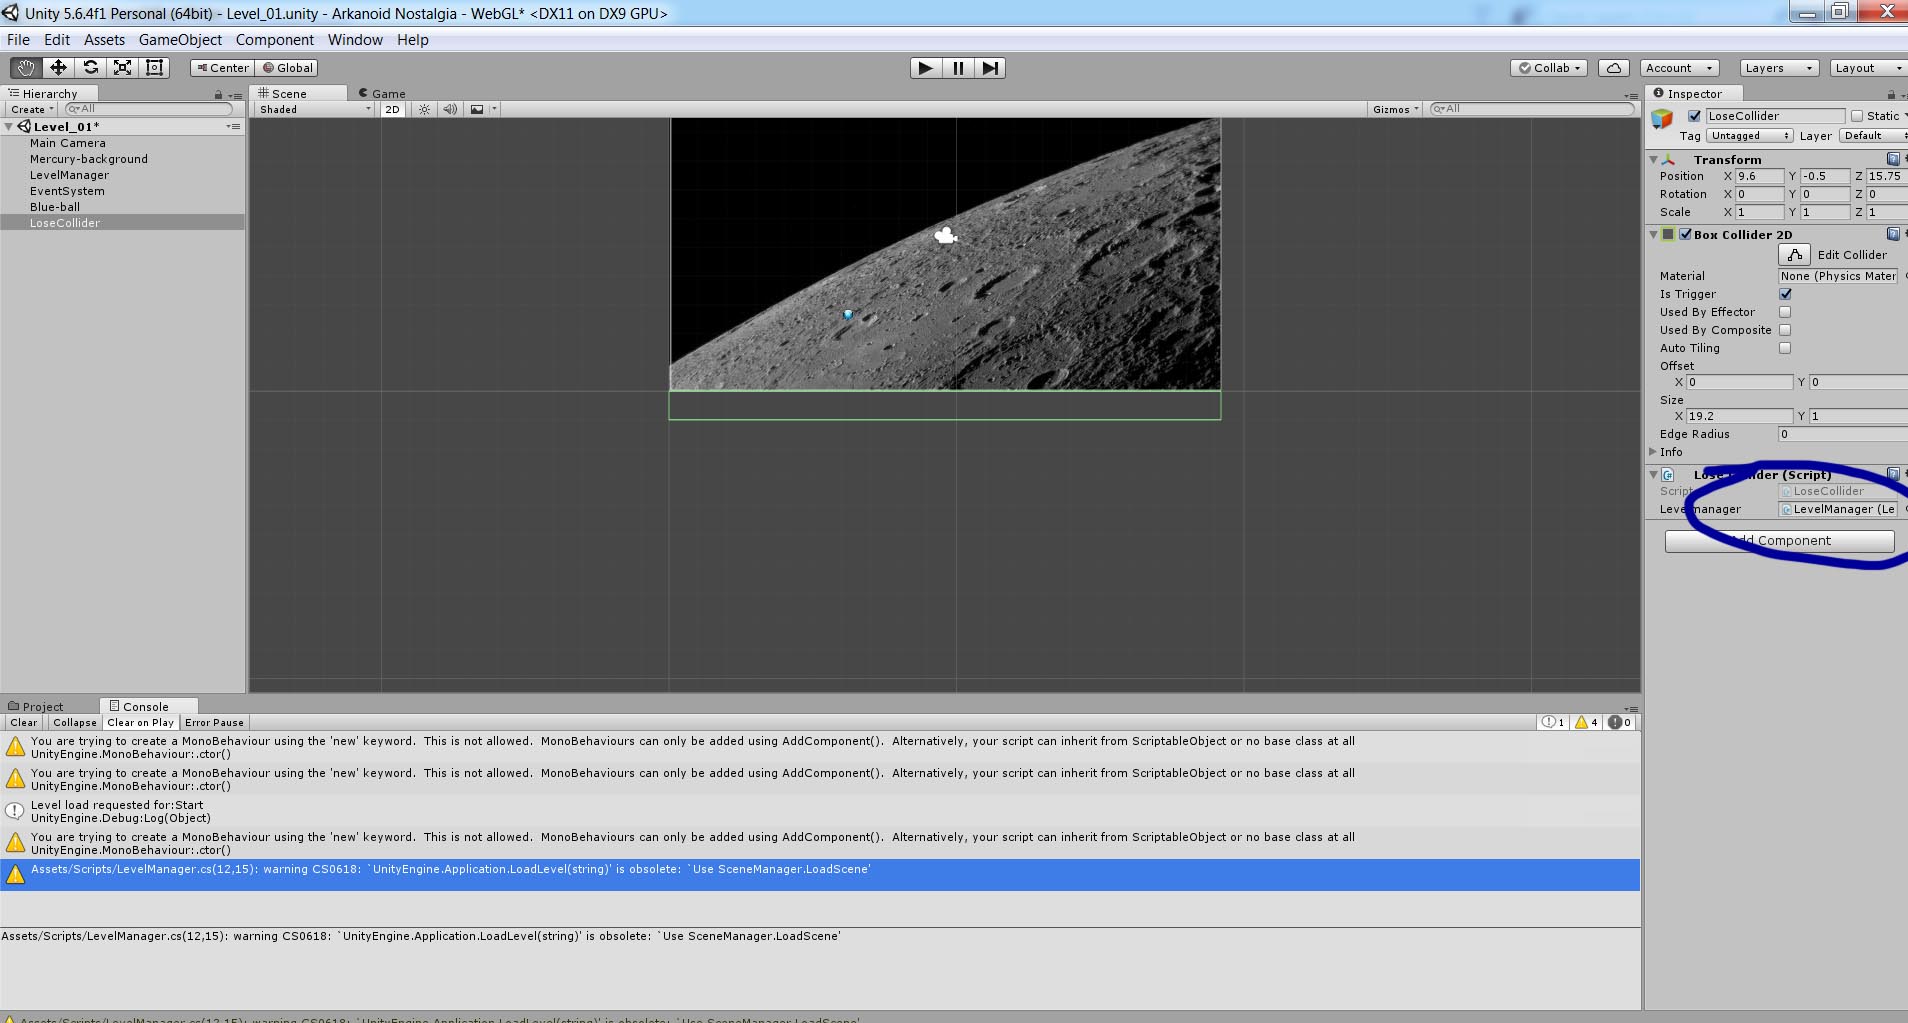 Unity 5.6.4f1 Personal (64bit) - Level_01.unity - Arkanoid Nostalgia - WebGL* <DX11 on DX9 GPU>
File Edit Assets GameObject Component Window Help
Center Global Collab Account Layers Layout
Hierarchy
Create All
Level_01*
Main Camera
Mercury-background
LevelManager
EventSystem
Blue-ball
LoseCollider
Scene Game
Shaded 2D Gizmos All
Inspector
LoseCollider Static
Tag Untagged Layer Default
Transform
Position X 9.6 Y -0.5 Z 15.75
Rotation X 0 Y 0 Z 0
Scale X 1 Y 1 Z 1
Box Collider 2D
Edit Collider
Material None (Physics Mater
Is Trigger
Used By Effector
Used By Composite
Auto Tiling
Offset
X 0 Y 0
Size
X 19.2 Y 1
Edge Radius 0
Info
(Script)
Script LoseCollider
Levelmanager LevelManager (Le
Component
Project Console
Clear Collapse Clear on Play Error Pause 1 4 0
You are trying to create a MonoBehaviour using the 'new' keyword.  This is not allowed.  MonoBehaviours can only be added using AddComponent().  Alternatively, your script can inherit from ScriptableObject or no base class at all
UnityEngine.MonoBehaviour:.ctor()
You are trying to create a MonoBehaviour using the 'new' keyword.  This is not allowed.  MonoBehaviours can only be added using AddComponent().  Alternatively, your script can inherit from ScriptableObject or no base class at all
UnityEngine.MonoBehaviour:.ctor()
Level load requested for:Start
UnityEngine.Debug:Log(Object)
You are trying to create a MonoBehaviour using the 'new' keyword.  This is not allowed.  MonoBehaviours can only be added using AddComponent().  Alternatively, your script can inherit from ScriptableObject or no base class at all
UnityEngine.MonoBehaviour:.ctor()
Assets/Scripts/LevelManager.cs(12,15): warning CS0618: `UnityEngine.Application.LoadLevel(string)' is obsolete: `Use SceneManager.LoadScene'
Assets/Scripts/LevelManager.cs(12,15): warning CS0618: `UnityEngine.Application.LoadLevel(string)' is obsolete: `Use SceneManager.LoadScene'
Assets/Scripts/LevelManager.cs(12,15): warning CS0618: `UnityEngine.Application.LoadLevel(string)' is obsolete: `Use SceneManager.LoadScene'